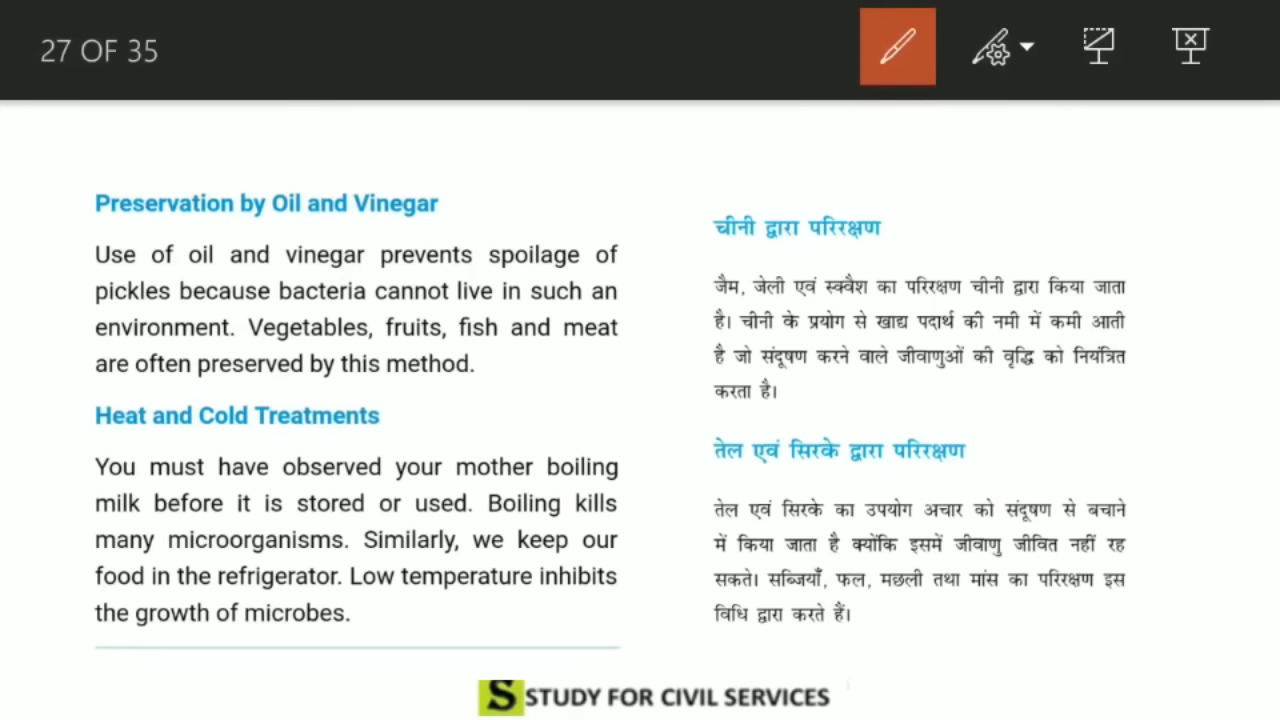 27 OF 35
Preservation by Oil and Vinegar
Use of oil and vinegar prevents spoilage of
pickles because bacteria cannot live in such an
environment. Vegetables, fruits, fish and meat
are often preserved by this method.
Heat and Cold Treatments
You must have observed your mother boiling
milk before it is stored or used. Boiling kills
many microorganisms. Similarly, we keep our
food in the refrigerator. Low temperature inhibits
the growth of microbes.
चीनी द्वारा परिरक्षण
जैम, जेली एवं स्क्वैश का परिरक्षण चीनी द्वारा किया जाता
है। चीनी के प्रयोग से खाद्य पदार्थ की नमी में कमी आती
है जो संदूषण करने वाले जीवाणुओं की वृद्धि को नियंत्रित
करता है।
तेल एवं सिरके द्वारा परिरक्षण
तेल एवं सिरके का उपयोग अचार को संदूषण से बचाने
में किया जाता है क्योंकि इसमें जीवाणु जीवित नहीं रह
सकते। सब्जियाँ, फल, मछली तथा मांस का परिरक्षण इस
विधि द्वारा करते हैं।
S STUDY FOR CIVIL SERVICES